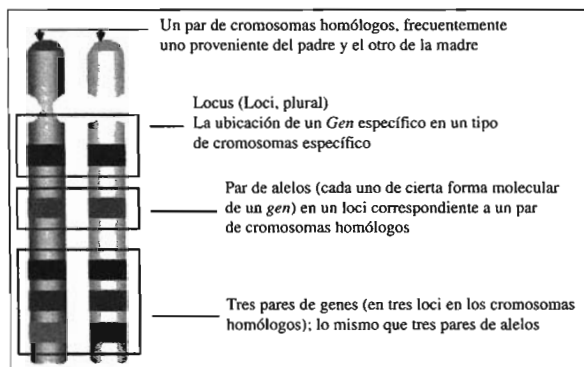 Un par de cromosomas homólogos, frecuentemente
uno proveniente del padre y el otro de la madre
Locus (Loci, plural)
La ubicación de un Gen específico en un tipo
de cromosomas específico
Par de alelos (cada uno de cierta forma molecular
de un gen) en un loci correspondiente a un par
de cromosomas homólogos
Tres pares de genes (en tres loci en los cromosomas
homólogos); lo mismo que tres pares de alelos